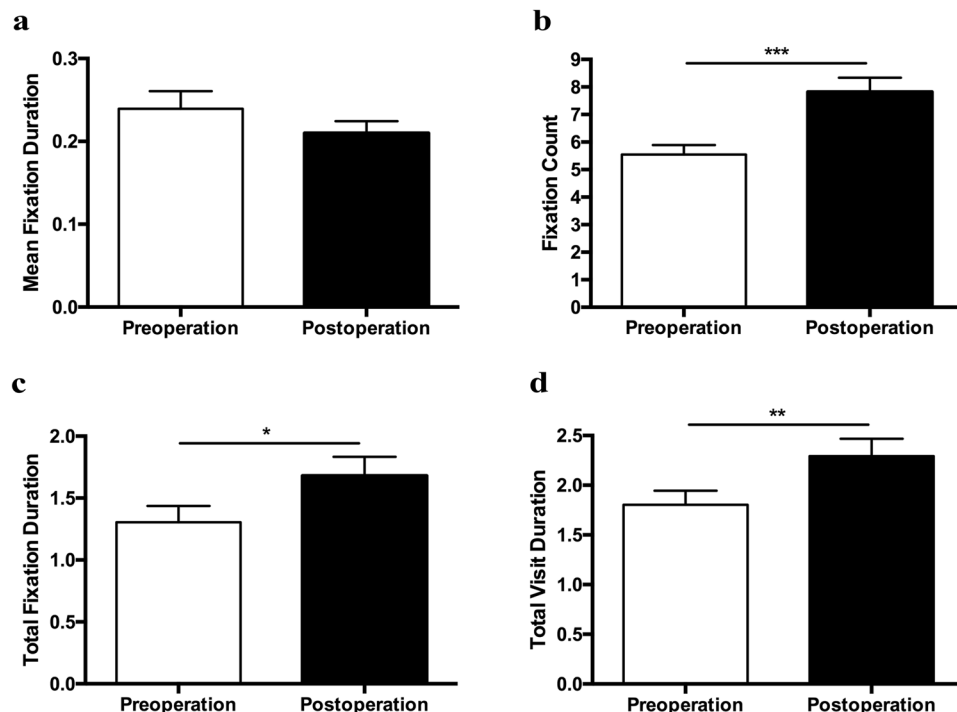 a
Mean Fixation Duration
0.3
0.2
0.1
0.0
Preoperation Postoperation
b
Fixation Count
9
8
7
6
5
4
3
2
1
0
***
Preoperation Postoperation
c
Total Fixation Duration
2.0
1.5
1.0
0.5
0.0
*
Preoperation Postoperation
d
Total Visit Duration
2.5
2.0
1.5
1.0
0.5
0.0
**
Preoperation Postoperation